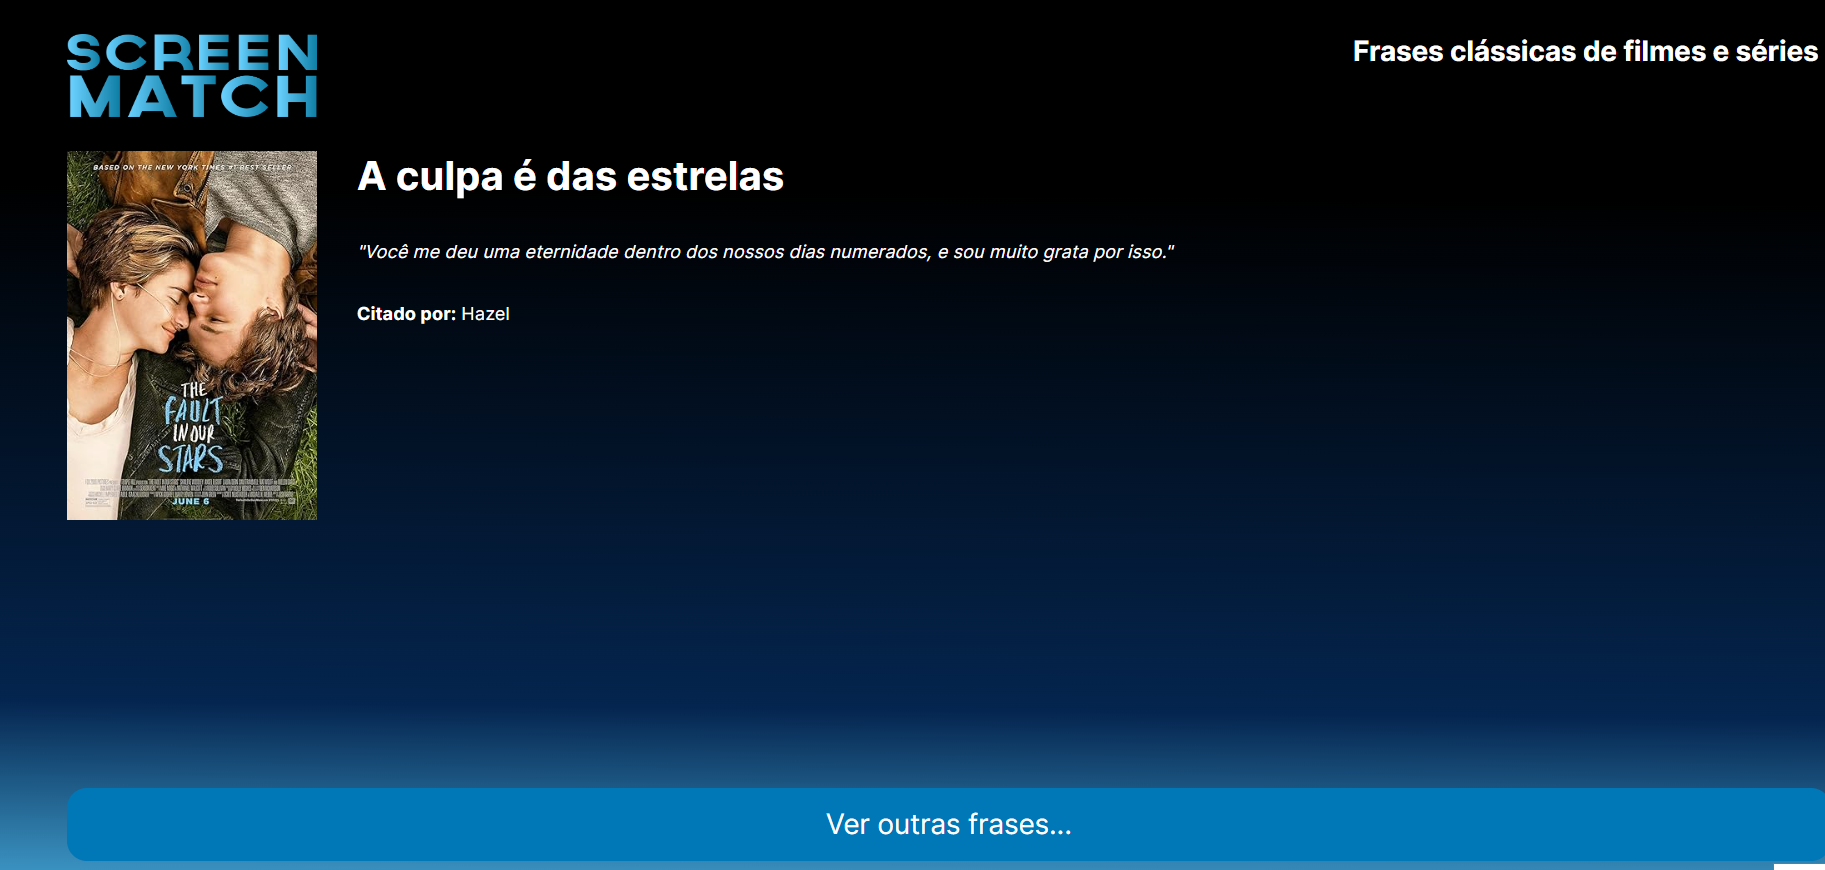 SCREEN
MATCH
Frases clássicas de filmes e séries
BASED ON THE NEW YORK TIMES #1 BEST SELLER
A culpa é das estrelas
"Você me deu uma eternidade dentro dos nossos dias numerados, e sou muito grata por isso."
Citado por: Hazel
THE
FAULT
IN OUR
STARS
JUNE 6
Ver outras frases...